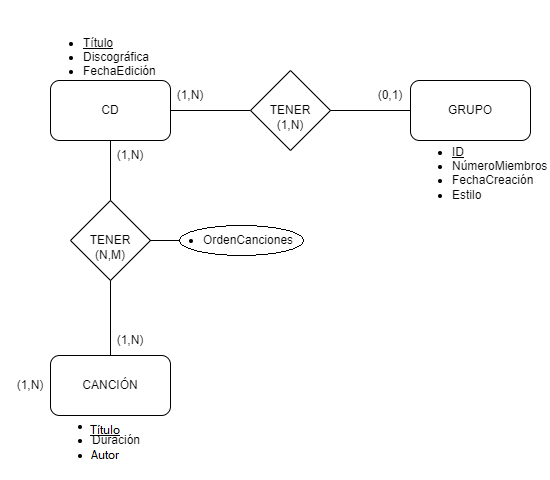 Título
Discográfica
FechaEdición
CD
(1,N)
TENER
(1,N)
(0,1)
GRUPO
ID
NúmeroMiembros
FechaCreación
Estilo
(1,N)
TENER
(N,M)
OrdenCanciones
(1,N)
(1,N)
CANCIÓN
Título
Duración
Autor